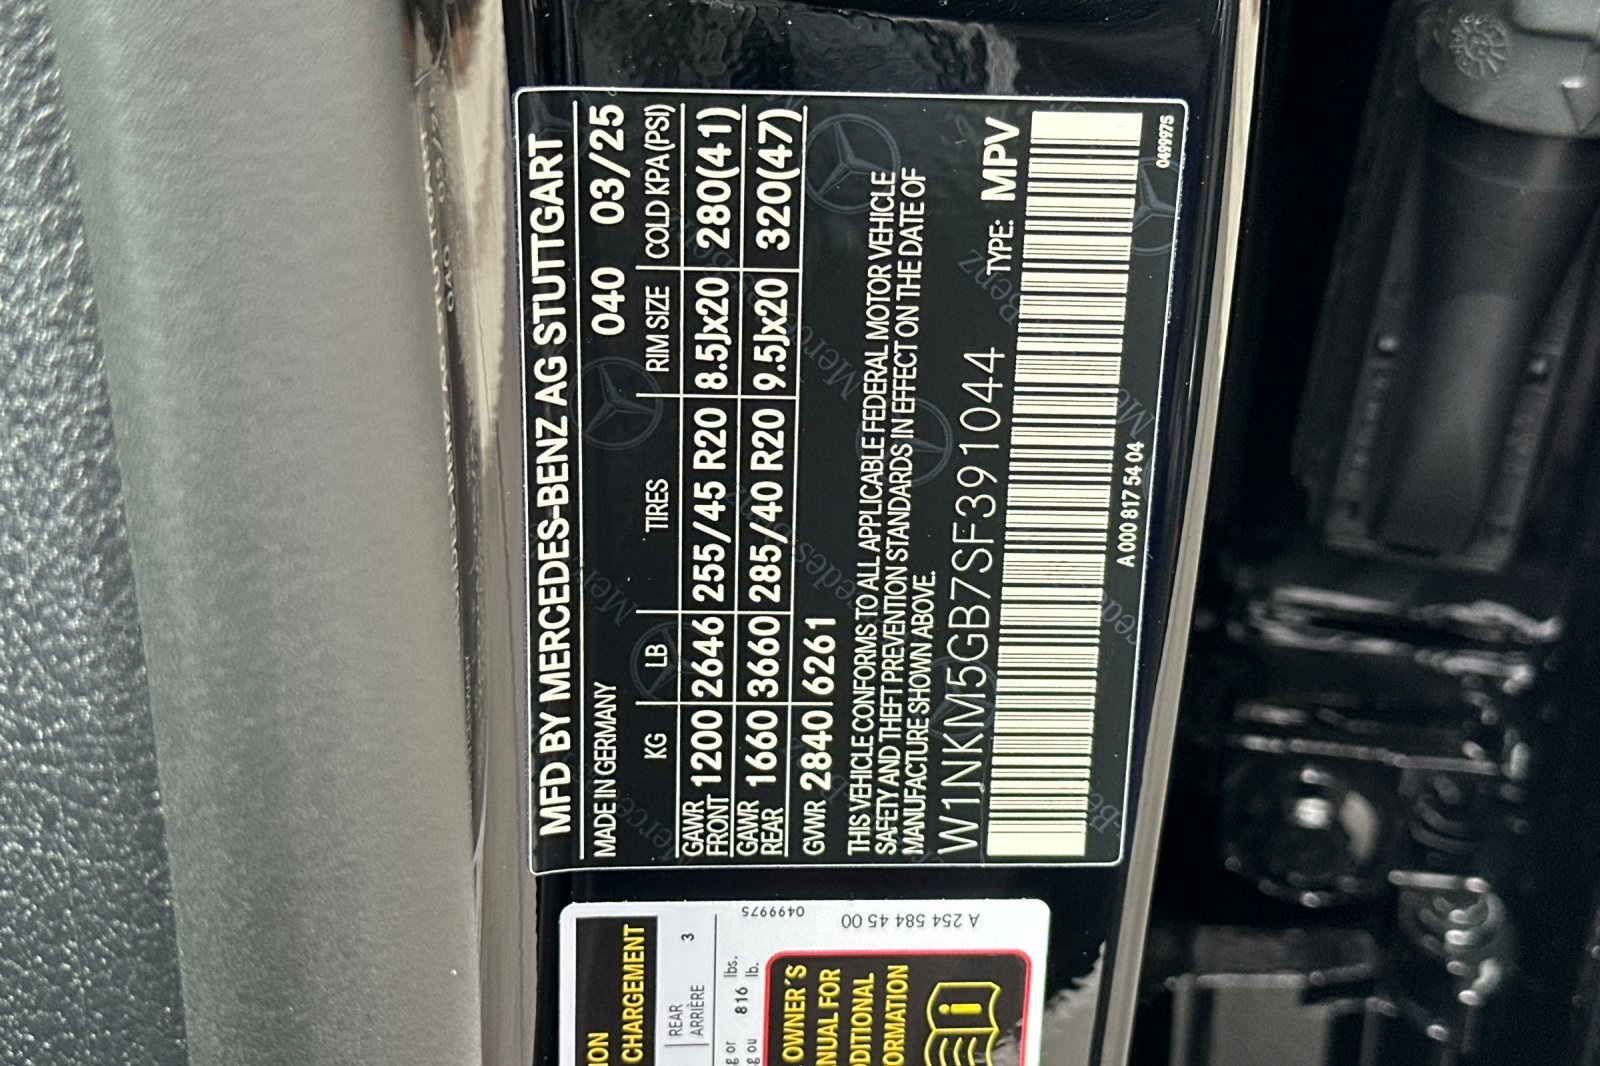 MFD BY MERCEDES-BENZ AG STUTTGART
MADE IN GERMANY 040 03/25
KG LB TIRES RIM SIZE COLD KPA(PSI)
GAWR
FRONT 1200 2646 255/45 R20 8.5Jx20 280(41)
GAWR
REAR 1660 3660 285/40 R20 9.5Jx20 320(47)
GVWR 2840 6261
THIS VEHICLE CONFORMS TO ALL APPLICABLE FEDERAL MOTOR VEHICLE
SAFETY AND THEFT PREVENTION STANDARDS IN EFFECT ON THE DATE OF
MANUFACTURE SHOWN ABOVE.
W1NKM5GB7SF391044 TYPE: MPV
A 000 817 54 04 0499975
CHARGEMENT
REAR 3
ARRIÈRE
816 lbs.
lb.
0499975
A 254 584 45 00
OWNER'S
FOR